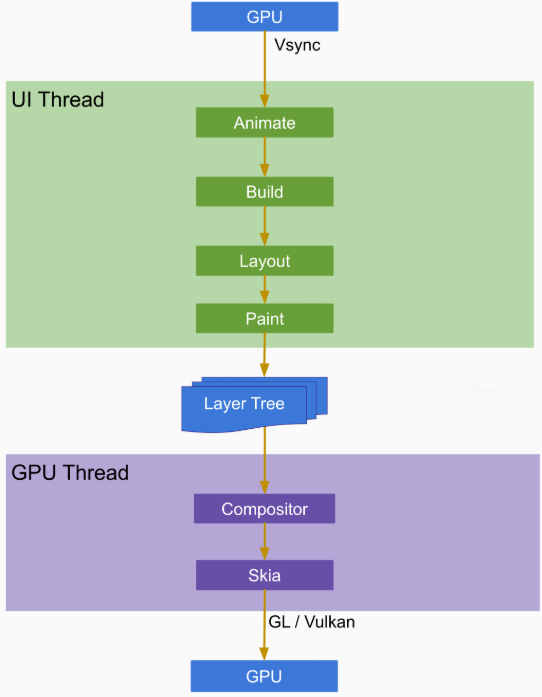 GPU
Vsync
UI Thread
Animate
Build
Layout
Paint
Layer Tree
GPU Thread
Compositor
Skia
GL / Vulkan
GPU